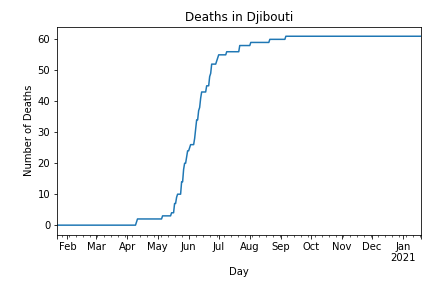 Deaths in Djibouti
Number of Deaths
60
50
40
30
20
10
0
Feb Mar Apr May Jun Jul Aug Sep Oct Nov Dec Jan
2021
Day